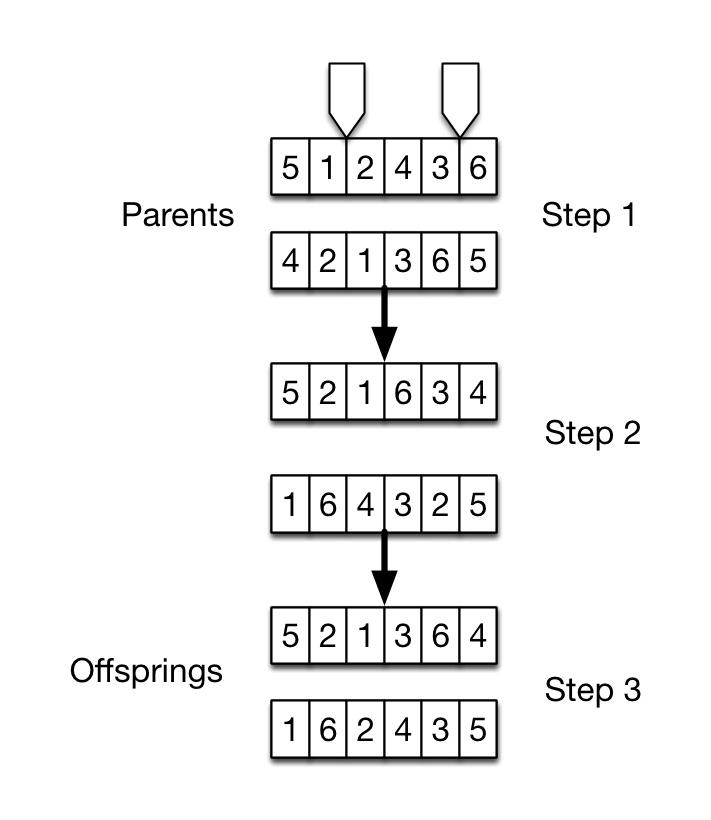 5 1 2 4 3 6
Parents
Step 1
4 2 1 3 6 5
5 2 1 6 3 4
Step 2
1 6 4 3 2 5
5 2 1 3 6 4
Offsprings
Step 3
1 6 2 4 3 5